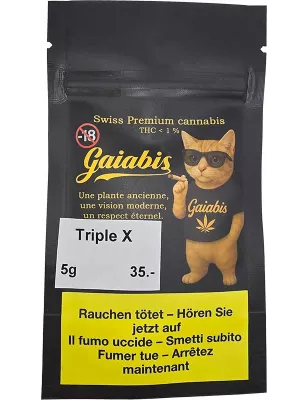 Swiss Premium cannabis
THC < 1 %
-18
Gaiabis
Une plante ancienne,
une vision moderne,
un respect éternel.
Gaiabis
Triple X
5g 35.-
Rauchen tötet – Hören Sie
jetzt auf
Il fumo uccide – Smetti subito
Fumer tue – Arrêtez
maintenant